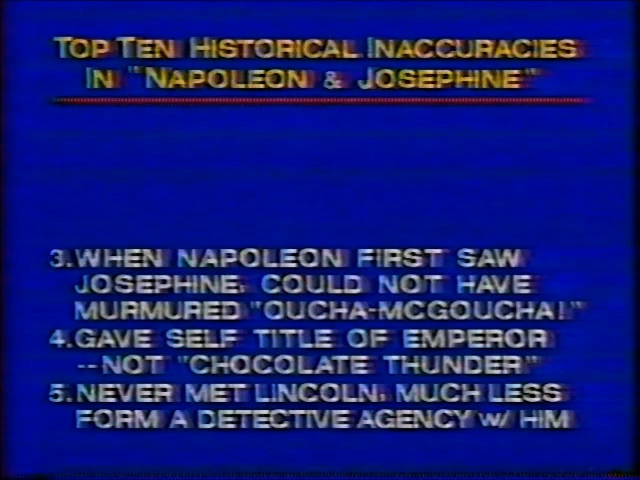 TOP TEN HISTORICAL INACCURACIES
IN "NAPOLEON & JOSEPHINE"
3. WHEN NAPOLEON FIRST SAW
JOSEPHINE, COULD NOT HAVE
MURMURED "OUCHA-MCGOUCHA!"
4. GAVE SELF TITLE OF EMPEROR
--NOT "CHOCOLATE THUNDER"
5. NEVER MET LINCOLN, MUCH LESS
FORM A DETECTIVE AGENCY w/ HIM